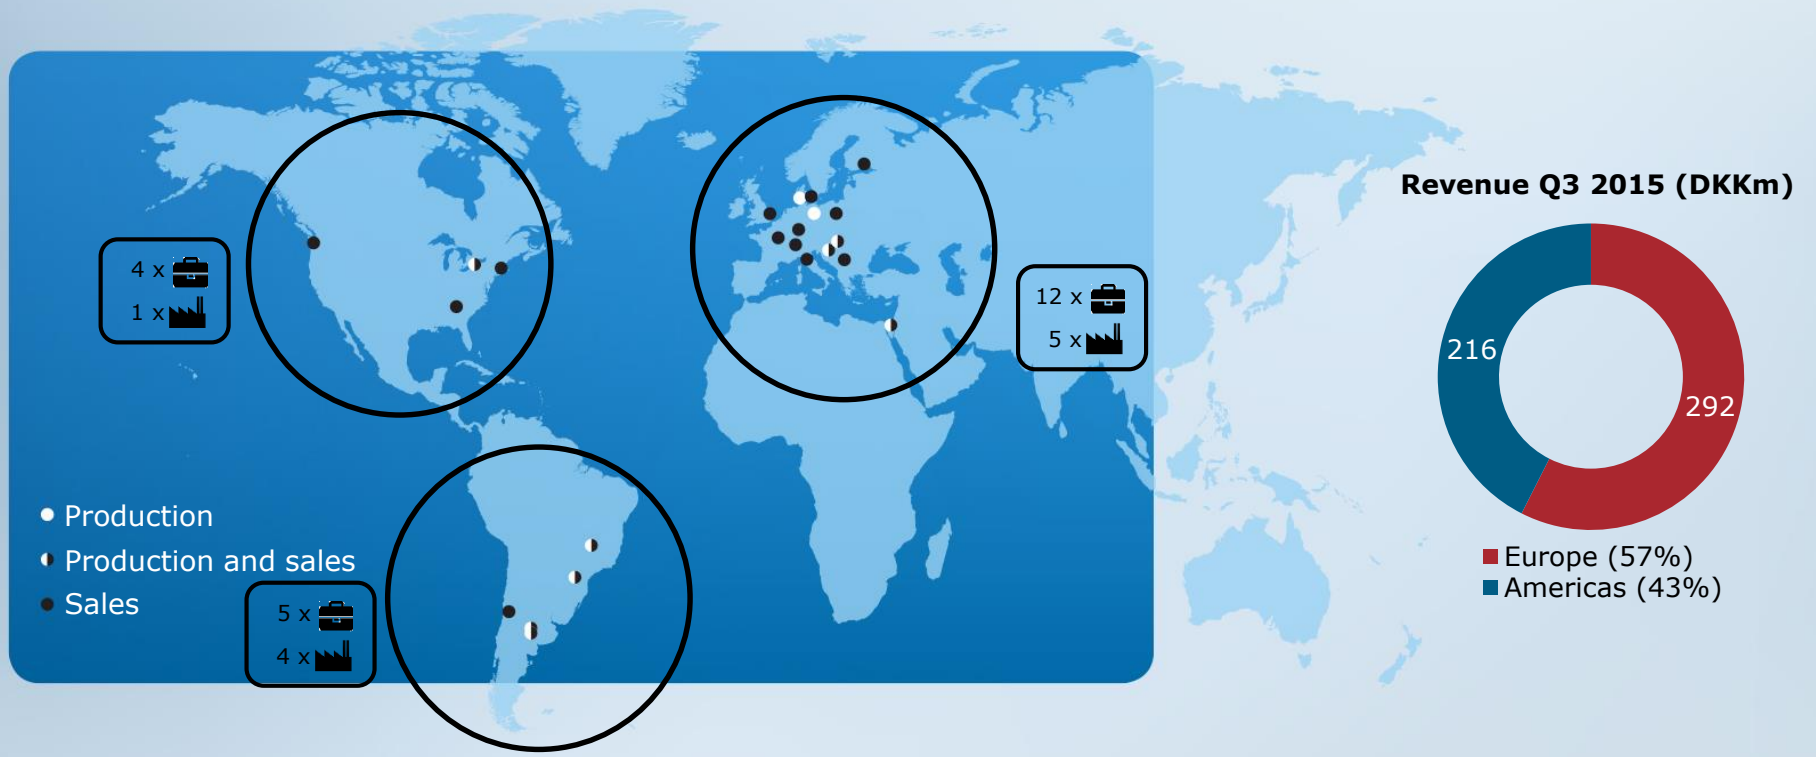 4 x
1 x
12 x
5 x
Production
Production and sales
Sales
5 x
4 x
Revenue Q3 2015 (DKKm)
216
292
Europe (57%)
Americas (43%)